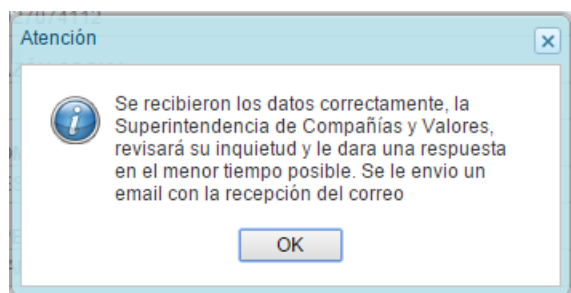 27074112
Atención
Se recibieron los datos correctamente, la
Superintendencia de Compañías y Valores,
revisará su inquietud y le dara una respuesta
en el menor tiempo posible. Se le envio un
email con la recepción del correo
OK